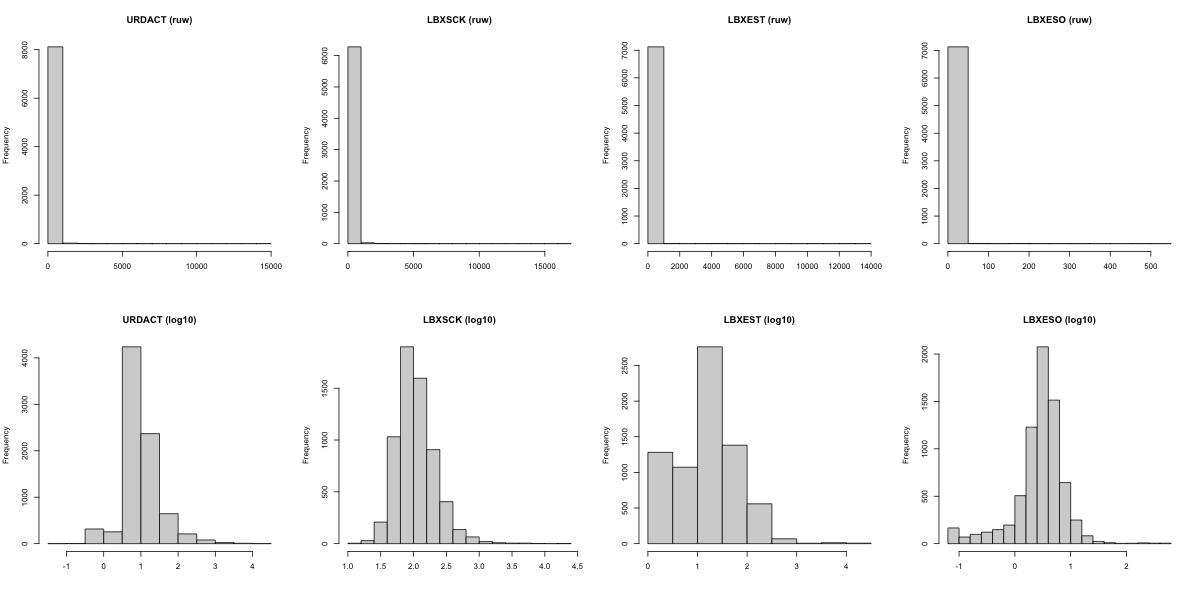 URDACT (ruw)
LBXSCK (ruw)
LBXEST (ruw)
LBXESO (ruw)
Frequency
0 2000 4000 6000 8000
0 5000 10000 15000
Frequency
0 1000 2000 3000 4000 5000 6000
0 5000 10000 15000
Frequency
0 1000 2000 3000 4000 5000 6000 7000
0 2000 4000 6000 8000 10000 12000 14000
Frequency
0 1000 2000 3000 4000 5000 6000 7000
0 100 200 300 400 500
URDACT (log10)
LBXSCK (log10)
LBXEST (log10)
LBXESO (log10)
Frequency
0 1000 2000 3000 4000
-1 0 1 2 3 4
Frequency
0 500 1000 1500
1.0 1.5 2.0 2.5 3.0 3.5 4.0 4.5
Frequency
0 500 1000 1500 2000 2500
0 1 2 3 4
Frequency
0 500 1000 1500 2000
-1 0 1 2